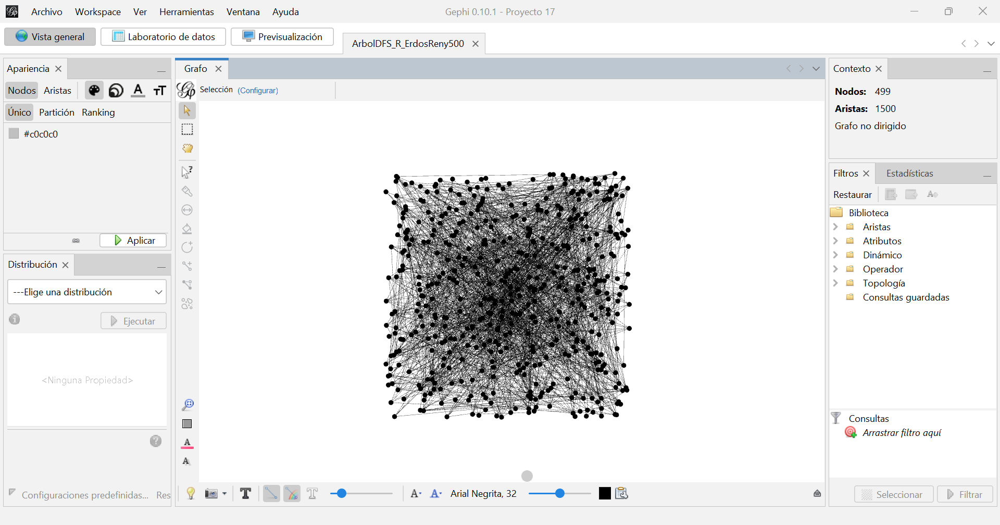 Archivo Workspace Ver Herramientas Ventana Ayuda Gephi 0.10.1 - Proyecto 17
Vista general Laboratorio de datos Previsualización ArbolDFS_R_ErdosReny500
Apariencia
Nodos Aristas
Único Partición Ranking
#c0c0c0
Aplicar
Distribución
---Elige una distribución
Ejecutar
<Ninguna Propiedad>
Configuraciones predefinidas... Res
Grafo
Selección (Configurar)
Arial Negrita, 32
Contexto
Nodos: 499
Aristas: 1500
Grafo no dirigido
Filtros Estadísticas
Restaurar
Biblioteca
Aristas
Atributos
Dinámico
Operador
Topología
Consultas guardadas
Consultas
Arrastrar filtro aquí
Seleccionar Filtrar